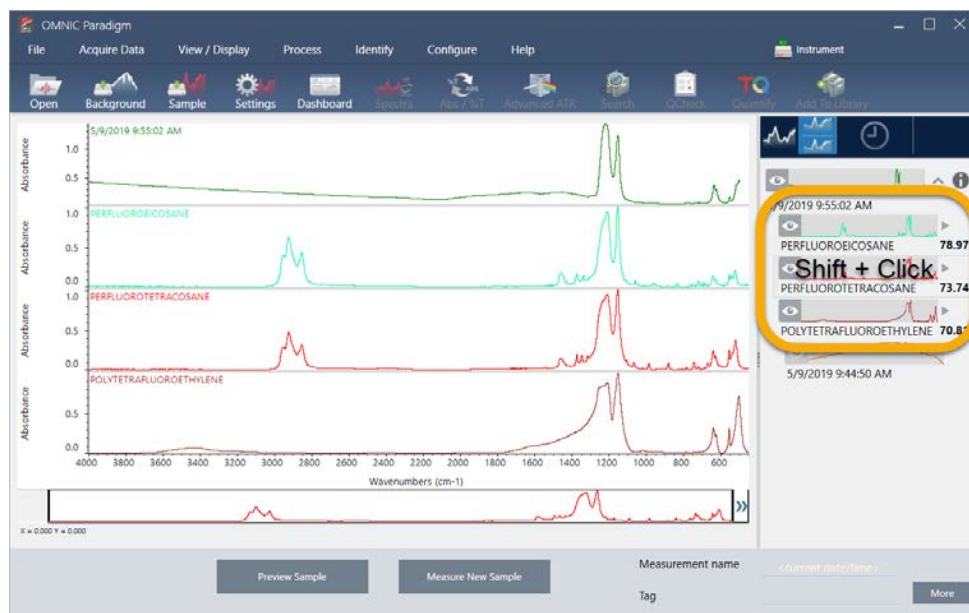 OMNIC Paradigm
File Acquire Data View / Display Process Identify Configure Help Instrument
Open Background Sample Settings Dashboard Spectra Abs / %T Advanced ATR Search QCheck Quantify Add To Library
TQ
5/9/2019 9:55:02 AM
Absorbance
1.0
0.5
PERFLUOROEICOSANE
Absorbance
1.0
0.5
0.0
PERFLUOROTETRACOSANE
Absorbance
1.0
0.5
0.0
POLYTETRAFLUOROETHYLENE
Absorbance
0.5
0.0
4000 3800 3600 3400 3200 3000 2800 2600 2400 2200 2000 1800 1600 1400 1200 1000 800 600
Wavenumbers (cm-1)
X = 0.000 Y = 0.000
5/9/2019 9:55:02 AM
PERFLUOROEICOSANE 78.97
Shift + Click
PERFLUOROTETRACOSANE 73.74
POLYTETRAFLUOROETHYLENE 70.81
5/9/2019 9:44:50 AM
Preview Sample
Measure New Sample
Measurement name <current date/time>
Tag
More